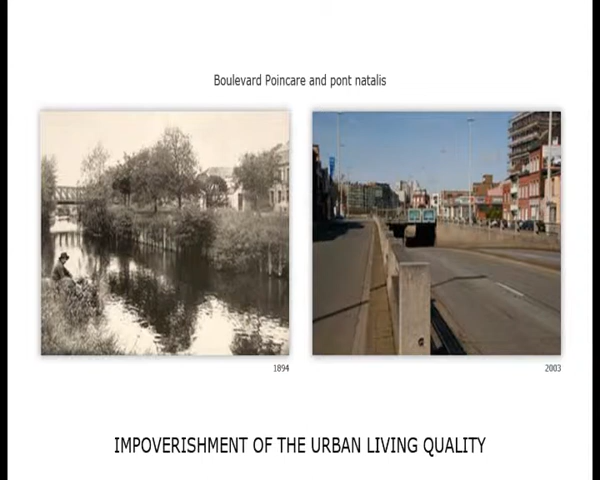 Boulevard Poincare and pont natalis
1894
2003
IMPOVERISHMENT OF THE URBAN LIVING QUALITY